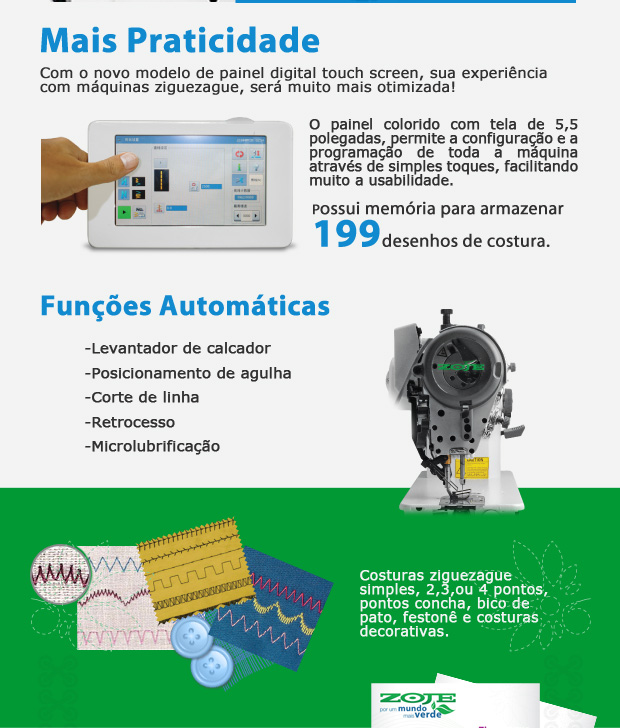 Mais Praticidade
Com o novo modelo de painel digital touch screen, sua experiência
com máquinas ziguezague, será muito mais otimizada!
O painel colorido com tela de 5,5
polegadas, permite a configuração e a
programação de toda a máquina
através de simples toques, facilitando
muito a usabilidade.
Possui memória para armazenar
199 desenhos de costura.
Funções Automáticas
-Levantador de calcador
-Posicionamento de agulha
-Corte de linha
-Retrocesso
-Microlubrificação
ZOJE
Costuras ziguezague
simples, 2,3,ou 4 pontos,
pontos concha, bico de
pato, festonê e costuras
decorativas.
ZOJE
por um mundo
mais verde